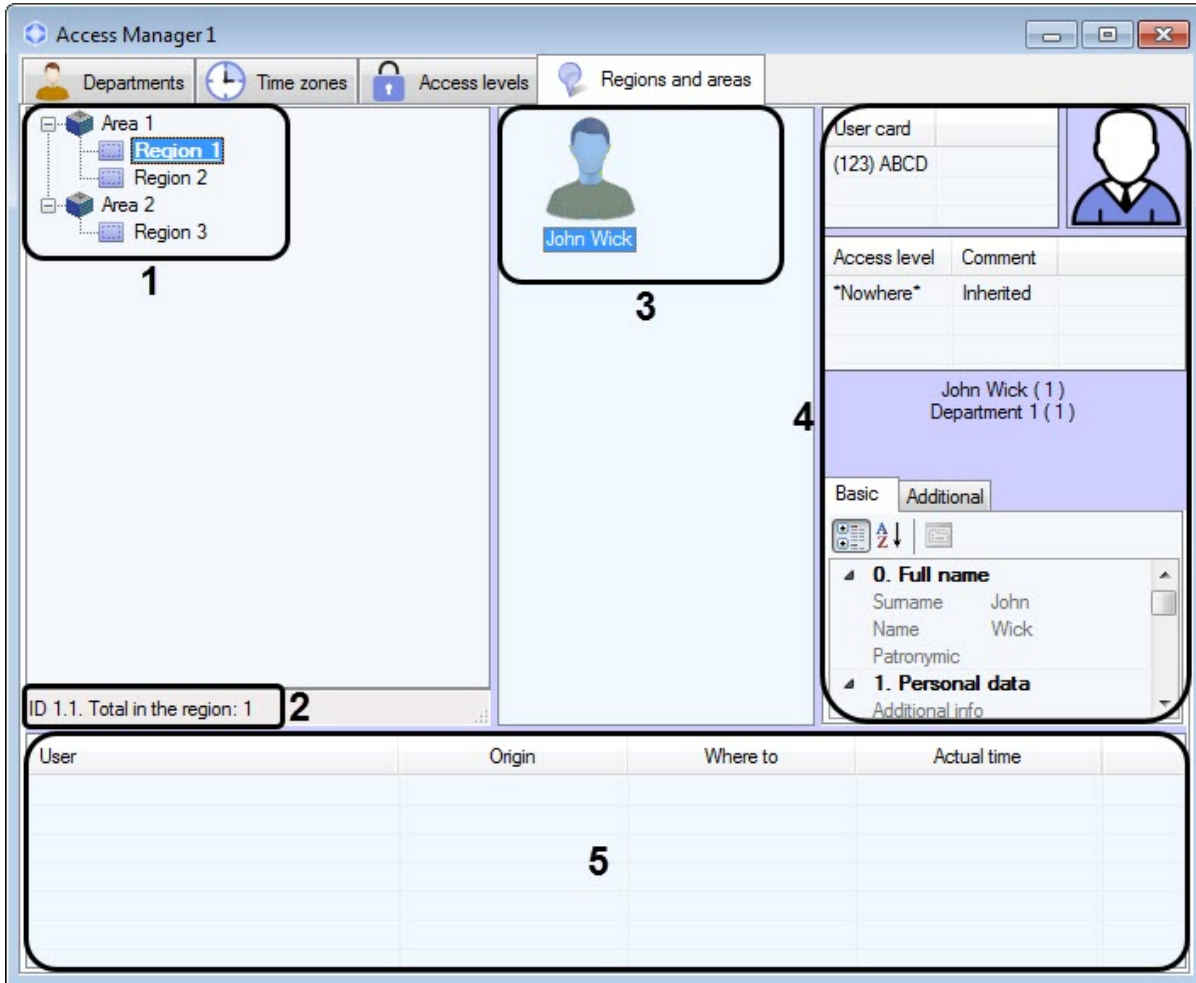 Access Manager 1
Departments Time zones Access levels Regions and areas
Area 1
Region 1
Region 2
Area 2
Region 3
1
ID 1.1. Total in the region: 1
2
John Wick
3
User card
(123) ABCD
Access level Comment
*Nowhere* Inherited
4
John Wick ( 1 )
Department 1 ( 1 )
Basic Additional
A
Z
0. Full name
Surname John
Name Wick
Patronymic
1. Personal data
Additional info
User Origin Where to Actual time
5